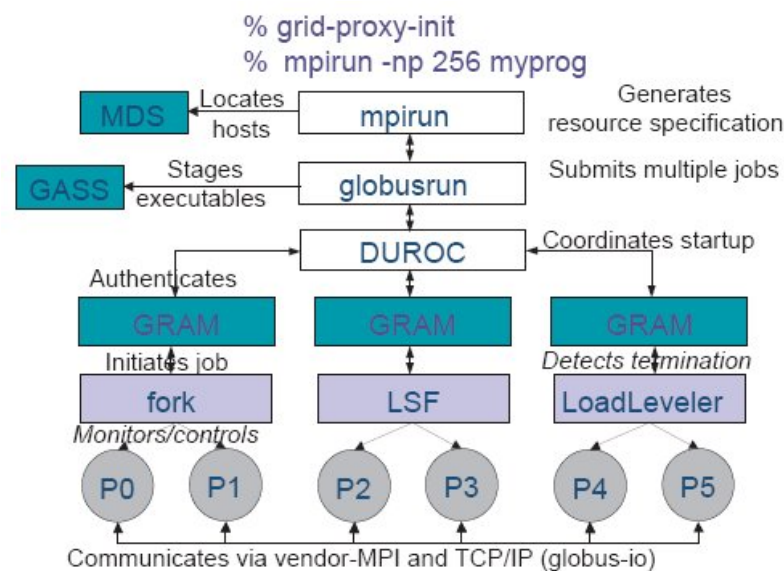 % grid-proxy-init
% mpirun -np 256 myprog
MDS
Locates
hosts
mpirun
Generates
resource specification
GASS
Stages
executables
globusrun
Submits multiple jobs
DUROC
Coordinates startup
Authenticates
GRAM
GRAM
GRAM
Initiates job
Detects termination
fork
LSF
LoadLeveler
Monitors/controls
P0
P1
P2
P3
P4
P5
Communicates via vendor-MPI and TCP/IP (globus-io)